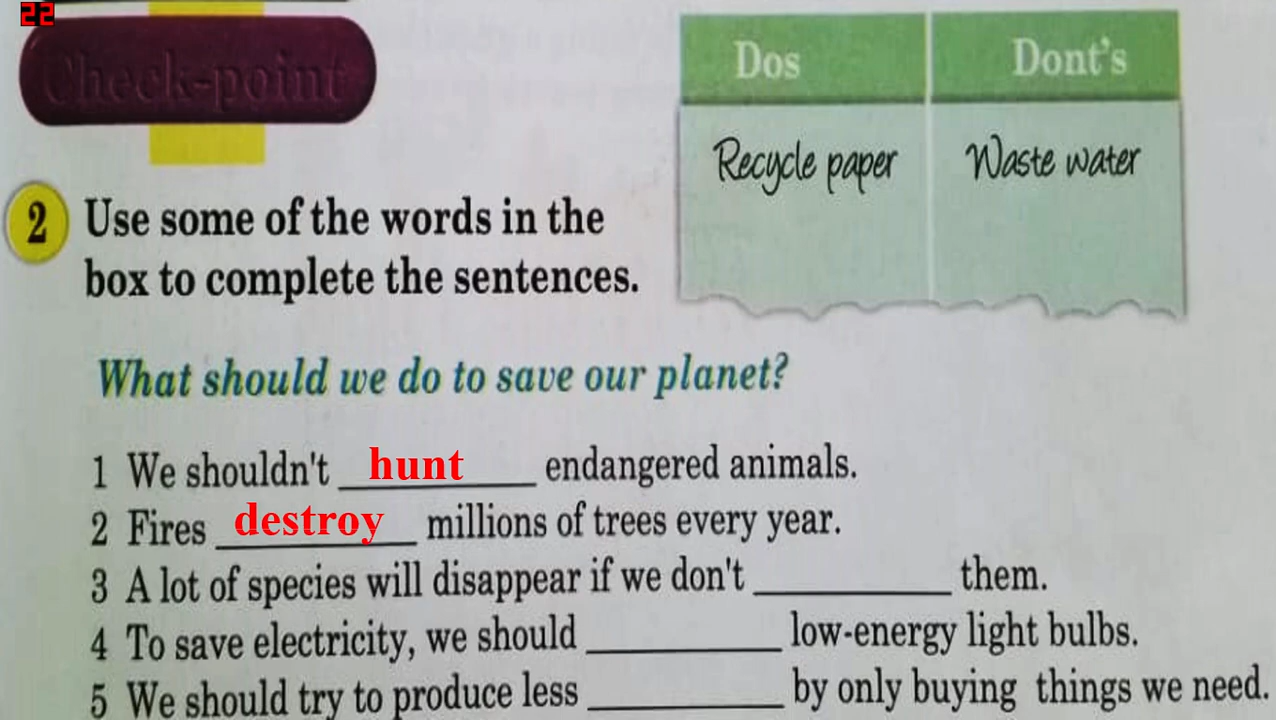 22
Check-point
Dos Dont's
Recycle paper Waste water
2 Use some of the words in the
box to complete the sentences.
What should we do to save our planet?
1 We shouldn't hunt endangered animals.
2 Fires destroy millions of trees every year.
3 A lot of species will disappear if we don't __________ them.
4 To save electricity, we should __________ low-energy light bulbs.
5 We should try to produce less __________ by only buying things we need.